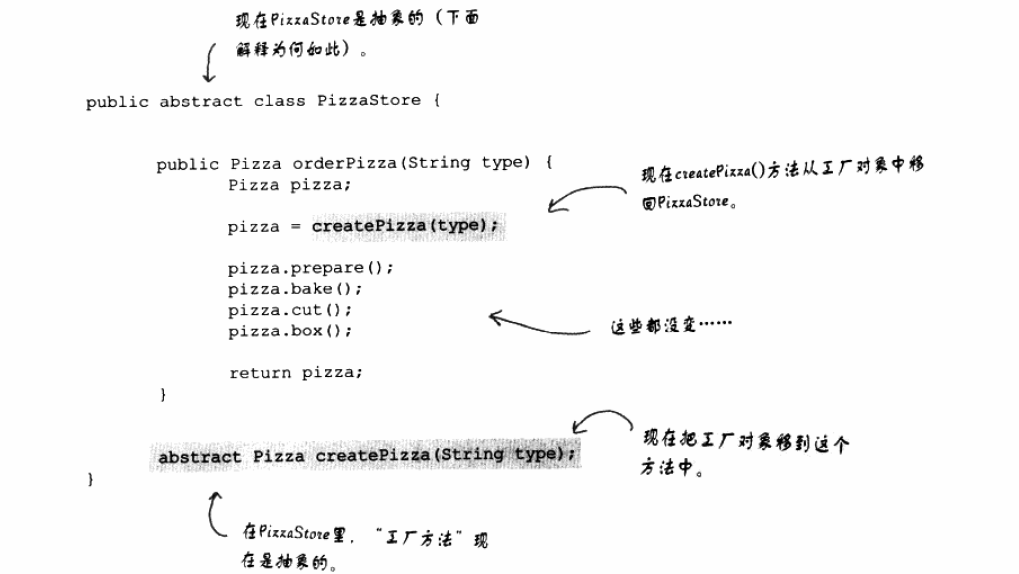 现在PizzaStore是抽象的（下面
解释为何如此）。
public abstract class PizzaStore {
public Pizza orderPizza(String type) {
Pizza pizza;
现在createPizza()方法从工厂对象中移
回PizzaStore。
pizza = createPizza(type);
pizza.prepare();
pizza.bake();
pizza.cut();
pizza.box();
这些都没变……
return pizza;
}
现在把工厂对象移到这个
方法中。
abstract Pizza createPizza(String type);
}
在PizzaStore里，“工厂方法”现
在是抽象的。